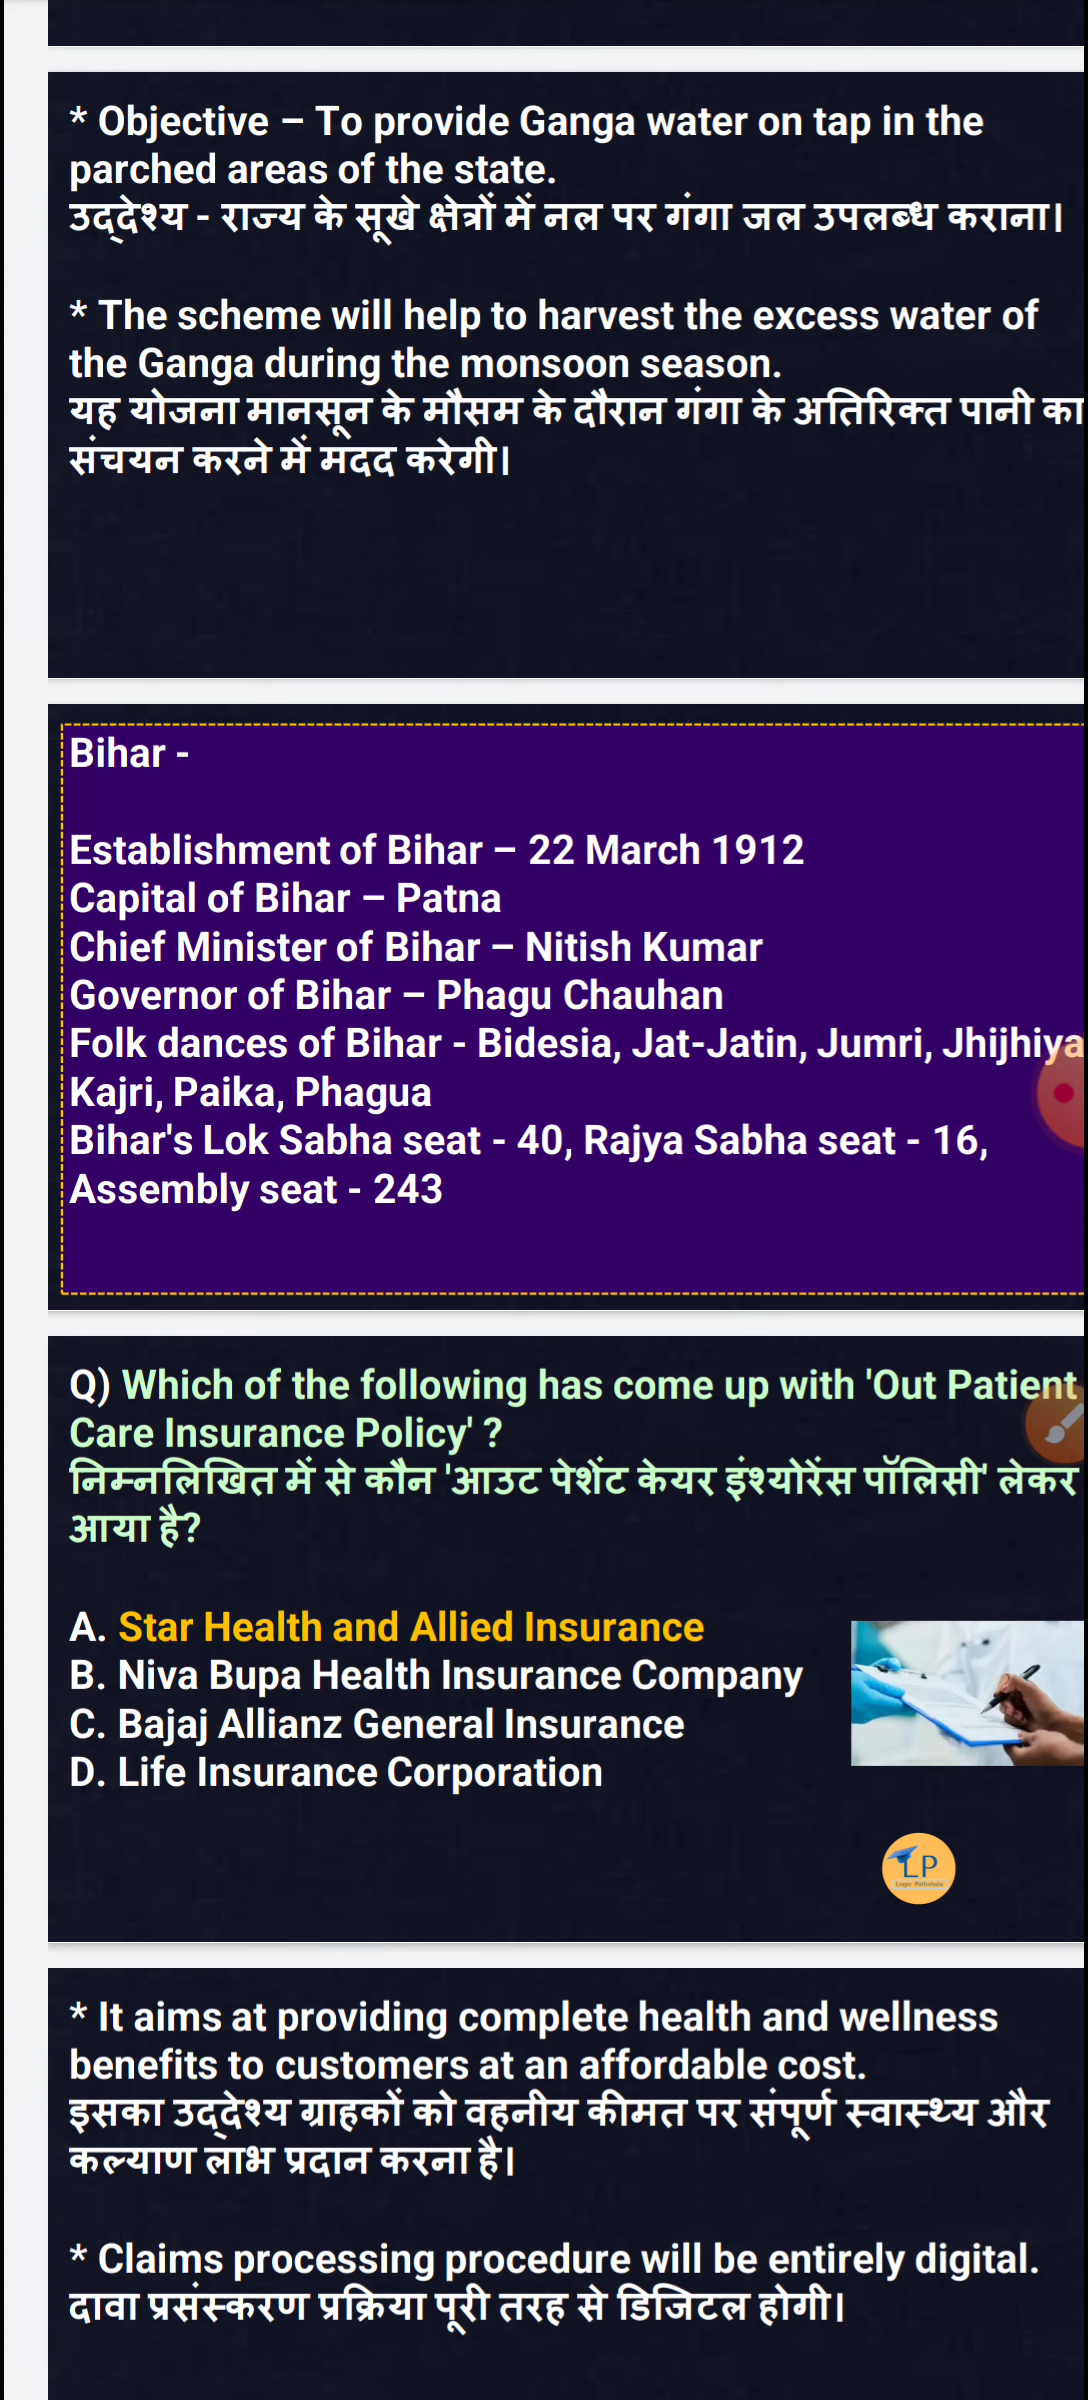 * Objective – To provide Ganga water on tap in the
parched areas of the state.
उद्देश्य - राज्य के सूखे क्षेत्रों में नल पर गंगा जल उपलब्ध कराना।
* The scheme will help to harvest the excess water of
the Ganga during the monsoon season.
यह योजना मानसून के मौसम के दौरान गंगा के अतिरिक्त पानी का
संचयन करने में मदद करेगी।
Bihar -
Establishment of Bihar – 22 March 1912
Capital of Bihar – Patna
Chief Minister of Bihar – Nitish Kumar
Governor of Bihar – Phagu Chauhan
Folk dances of Bihar - Bidesia, Jat-Jatin, Jumri, Jhijhiya
Kajri, Paika, Phagua
Bihar's Lok Sabha seat - 40, Rajya Sabha seat - 16,
Assembly seat - 243
Q) Which of the following has come up with 'Out Patient
Care Insurance Policy' ?
निम्नलिखित में से कौन 'आउट पेशेंट केयर इंश्योरेंस पॉलिसी' लेकर
आया है?
A. Star Health and Allied Insurance
B. Niva Bupa Health Insurance Company
C. Bajaj Allianz General Insurance
D. Life Insurance Corporation
LP
Logic Pathshala
* It aims at providing complete health and wellness
benefits to customers at an affordable cost.
इसका उद्देश्य ग्राहकों को वहनीय कीमत पर संपूर्ण स्वास्थ्य और
कल्याण लाभ प्रदान करना है।
* Claims processing procedure will be entirely digital.
दावा प्रसंस्करण प्रक्रिया पूरी तरह से डिजिटल होगी।